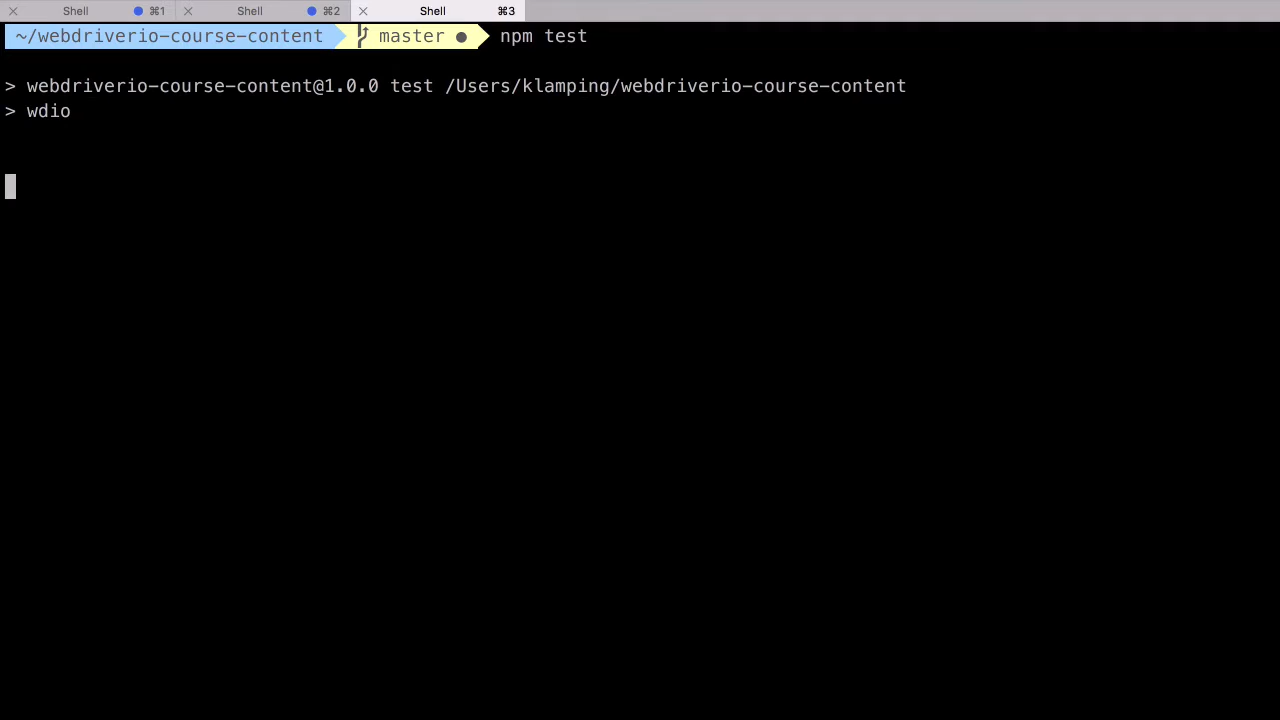 Shell ⌘1 Shell ⌘2 Shell ⌘3
~/webdriverio-course-content master ● npm test
> webdriverio-course-content@1.0.0 test /Users/klamping/webdriverio-course-content
> wdio